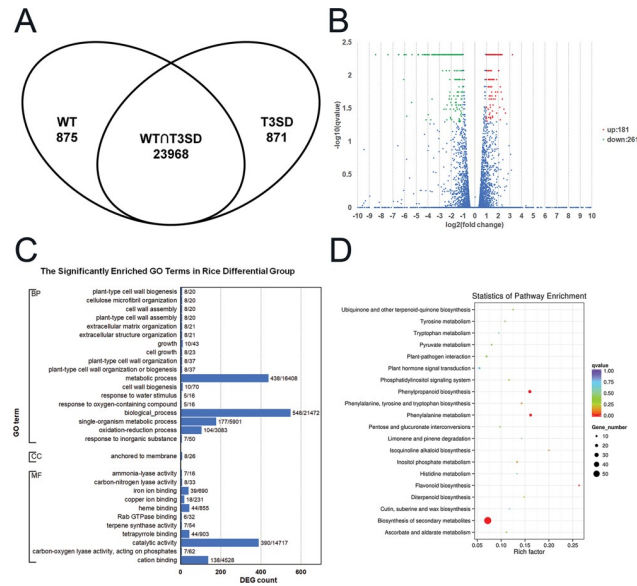 A
WT
875
WT∩T3SD
23968
T3SD
871
B
2.5
2
1.5
1
0.5
0
-log10(qvalue)
-10 -9 -8 -7 -6 -5 -4 -3 -2 -1 0 1 2 3 4 5 6 7 8 9 10
log2(fold change)
up:181
down:261
C
The Significantly Enriched GO Terms in Rice Differential Group
GO term
BP
plant-type cell wall biogenesis 8/20
cellulose microfibril organization 8/20
cell wall assembly 8/20
plant-type cell wall assembly 8/20
extracellular matrix organization 8/21
extracellular structure organization 8/21
growth 10/43
cell growth 8/23
plant-type cell wall organization 8/37
plant-type cell wall organization or biogenesis 8/37
metabolic process 438/16408
cell wall biogenesis 10/70
response to water stimulus 5/16
response to oxygen-containing compound 5/16
biological_process 546/21472
single-organism metabolic process 177/5901
oxidation-reduction process 104/3083
response to inorganic substance 7/50
CC
anchored to membrane 6/26
MF
ammonia-lyase activity 7/16
carbon-nitrogen lyase activity 8/33
iron ion binding 39/690
copper ion binding 18/231
heme binding 44/855
Rab GTPase binding 6/32
terpene synthase activity 7/54
tetrapyrrole binding 44/903
catalytic activity 390/14717
carbon-oxygen lyase activity, acting on phosphates 7/62
cation binding 138/4526
0 200 400 600
DEG count
D
Statistics of Pathway Enrichment
Ubiquinone and other terpenoid-quinone biosynthesis
Tyrosine metabolism
Tryptophan metabolism
Pyruvate metabolism
Plant-pathogen interaction
Plant hormone signal transduction
Phosphatidylinositol signaling system
Phenylpropanoid biosynthesis
Phenylalanine, tyrosine and tryptophan biosynthesis
Phenylalanine metabolism
Pentose and glucuronate interconversions
Limonene and pinene degradation
Isoquinoline alkaloid biosynthesis
Inositol phosphate metabolism
Histidine metabolism
Flavonoid biosynthesis
Diterpenoid biosynthesis
Cutin, suberine and wax biosynthesis
Biosynthesis of secondary metabolites
Ascorbate and aldarate metabolism
0.05 0.10 0.15 0.20 0.25
Rich factor
qvalue
1.00
0.75
0.50
0.25
0.00
Gene_number
10
20
30
40
50